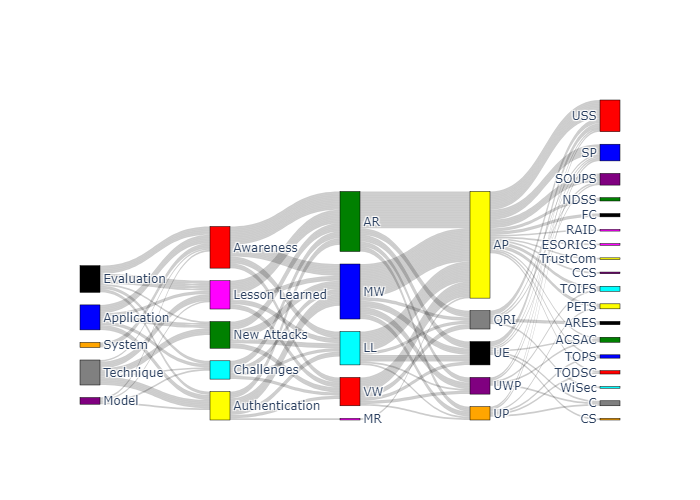 Evaluation
Application
System
Technique
Model
Awareness
Lesson Learned
New Attacks
Challenges
Authentication
AR
MW
LL
VW
MR
AP
QRI
UE
UWP
UP
USS
SP
SOUPS
NDSS
FC
RAID
ESORICS
TrustCom
CCS
TOIFS
PETS
ARES
ACSAC
TOPS
TODSC
WiSec
C
CS